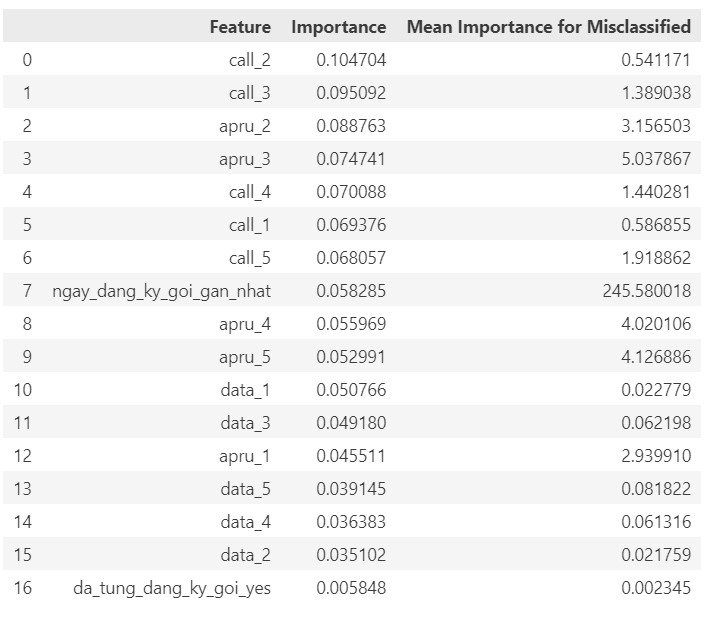 Feature Importance Mean Importance for Misclassified
0 call_2 0.104704 0.541171
1 call_3 0.095092 1.389038
2 apru_2 0.088763 3.156503
3 apru_3 0.074741 5.037867
4 call_4 0.070088 1.440281
5 call_1 0.069376 0.586855
6 call_5 0.068057 1.918862
7 ngay_dang_ky_goi_gan_nhat 0.058285 245.580018
8 apru_4 0.055969 4.020106
9 apru_5 0.052991 4.126886
10 data_1 0.050766 0.022779
11 data_3 0.049180 0.062198
12 apru_1 0.045511 2.939910
13 data_5 0.039145 0.081822
14 data_4 0.036383 0.061316
15 data_2 0.035102 0.021759
16 da_tung_dang_ky_goi_yes 0.005848 0.002345